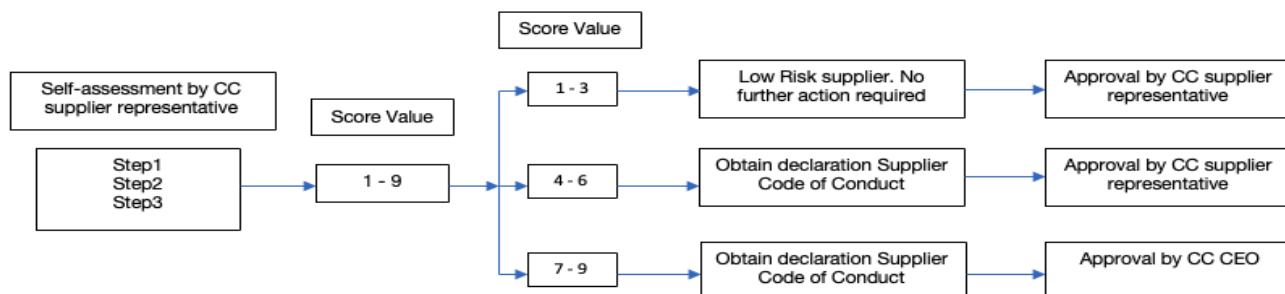 Score Value
Self-assessment by CC
supplier representative
Score Value
Step1
Step2
Step3
1 - 9
1 - 3
Low Risk supplier. No
further action required
Approval by CC supplier
representative
4 - 6
Obtain declaration Supplier
Code of Conduct
Approval by CC supplier
representative
7 - 9
Obtain declaration Supplier
Code of Conduct
Approval by CC CEO